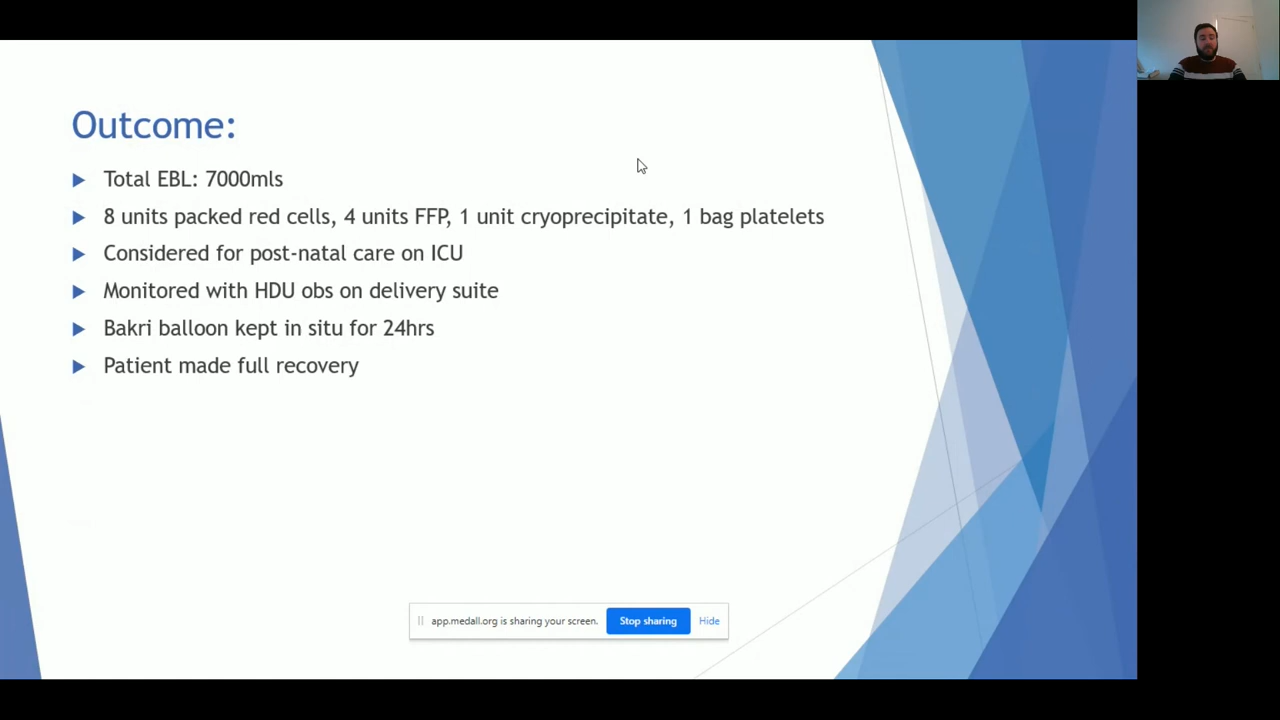 Outcome:
Total EBL: 7000mls
8 units packed red cells, 4 units FFP, 1 unit cryoprecipitate, 1 bag platelets
Considered for post-natal care on ICU
Monitored with HDU obs on delivery suite
Bakri balloon kept in situ for 24hrs
Patient made full recovery
app.medall.org is sharing your screen. Stop sharing Hide